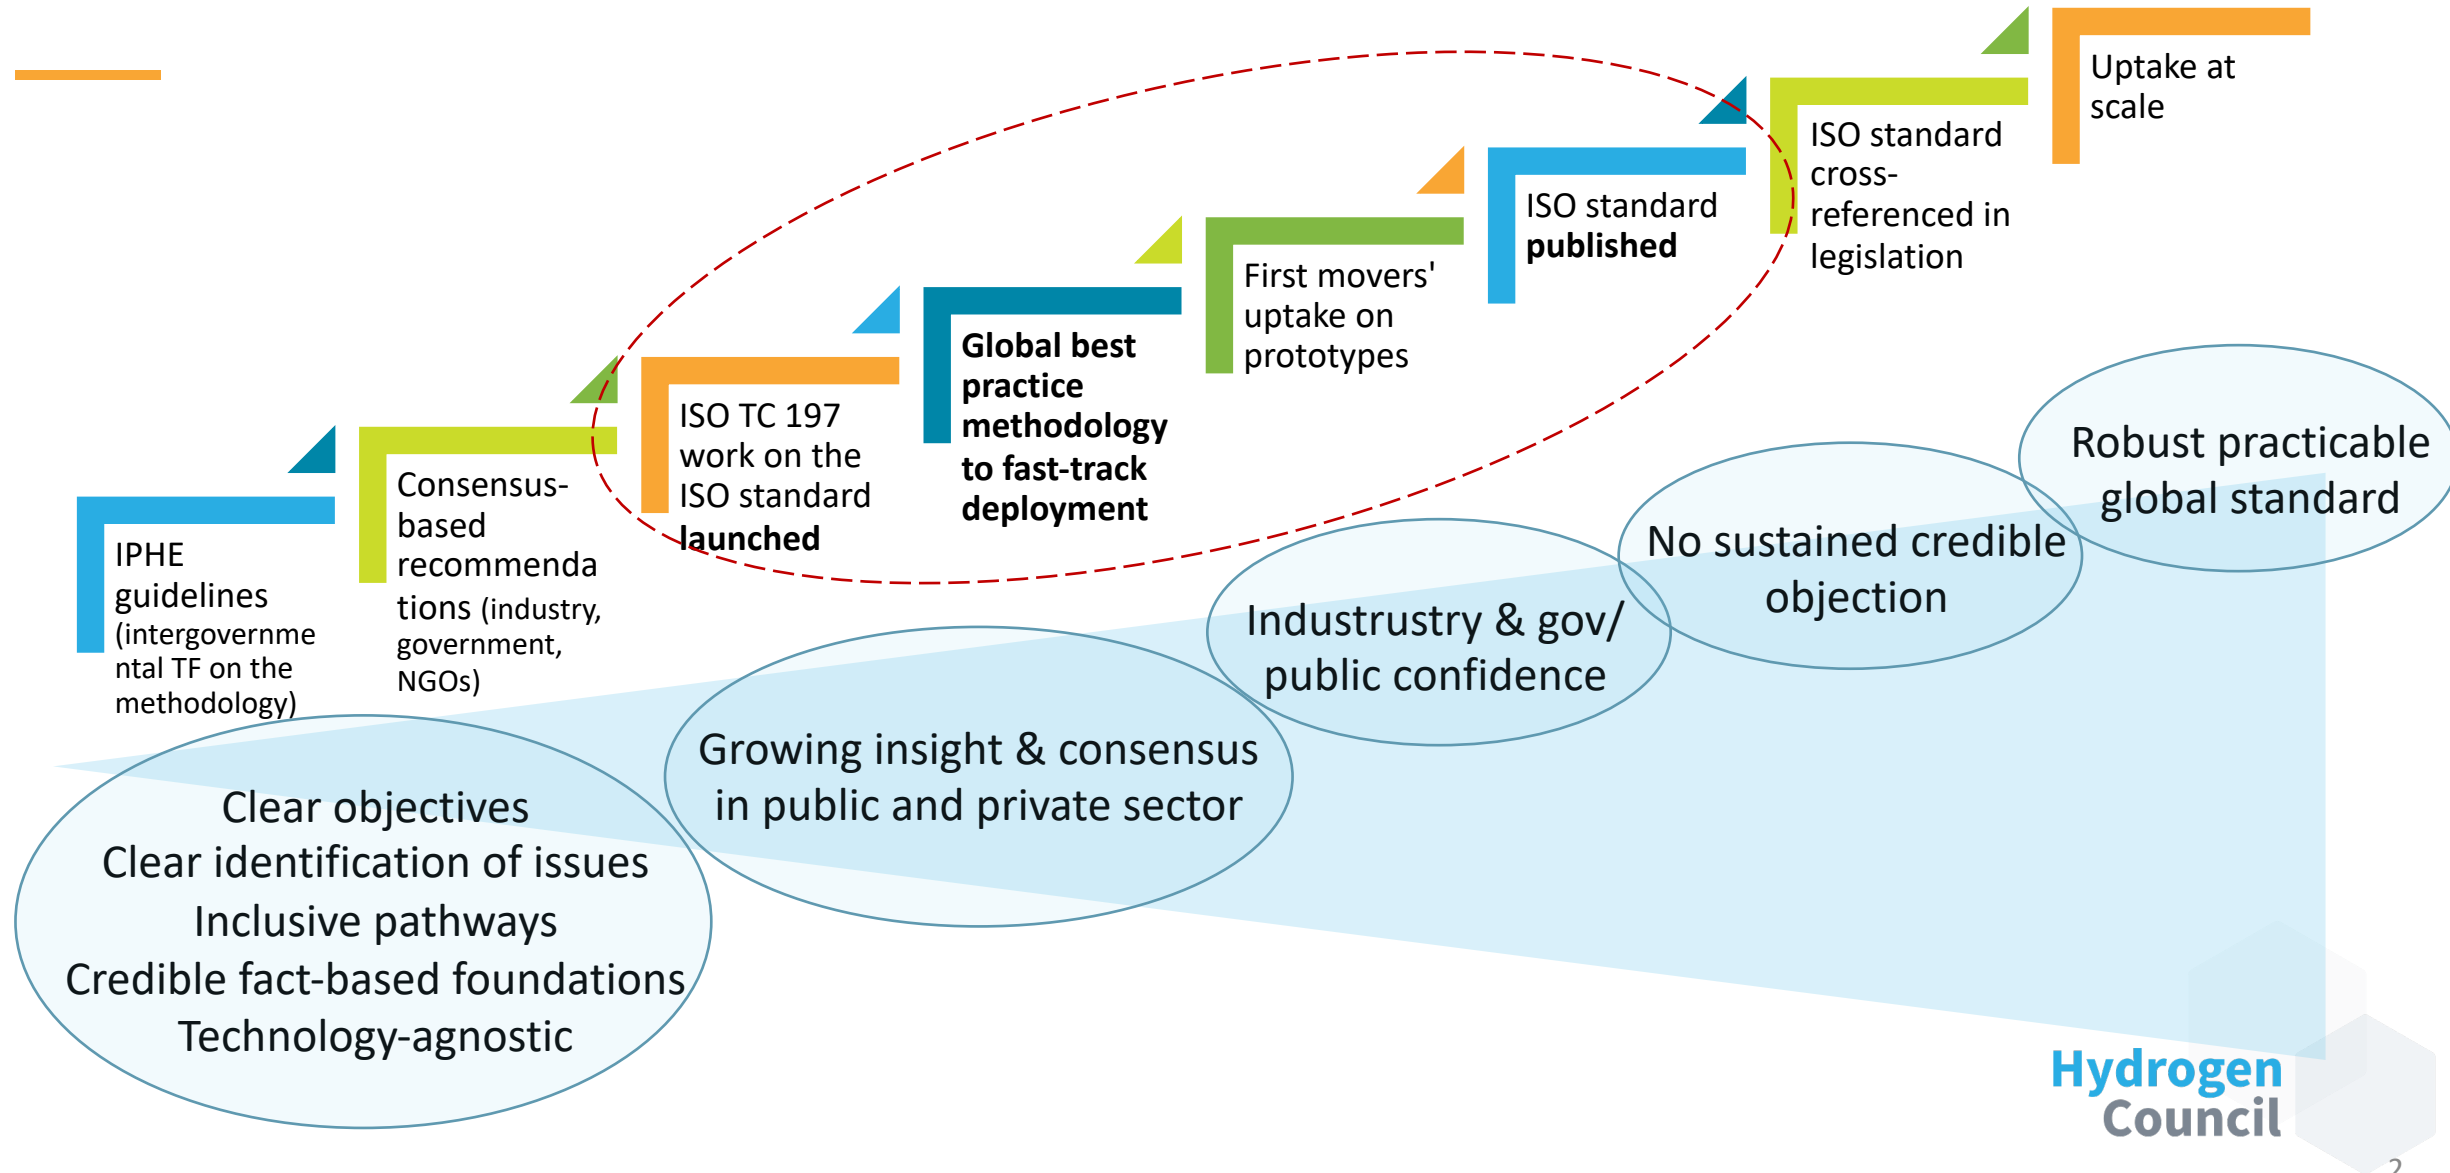 IPHE
guidelines
(intergovernme
ntal TF on the
methodology)
Consensus-
based
recommenda
tions (industry,
government,
NGOs)
ISO TC 197
work on the
ISO standard
launched
Global best
practice
methodology
to fast-track
deployment
First movers'
uptake on
prototypes
ISO standard
published
ISO standard
cross-
referenced in
legislation
Uptake at
scale
Clear objectives
Clear identification of issues
Inclusive pathways
Credible fact-based foundations
Technology-agnostic
Growing insight & consensus
in public and private sector
Industrustry & gov/
public confidence
No sustained credible
objection
Robust practicable
global standard
Hydrogen
Council
2